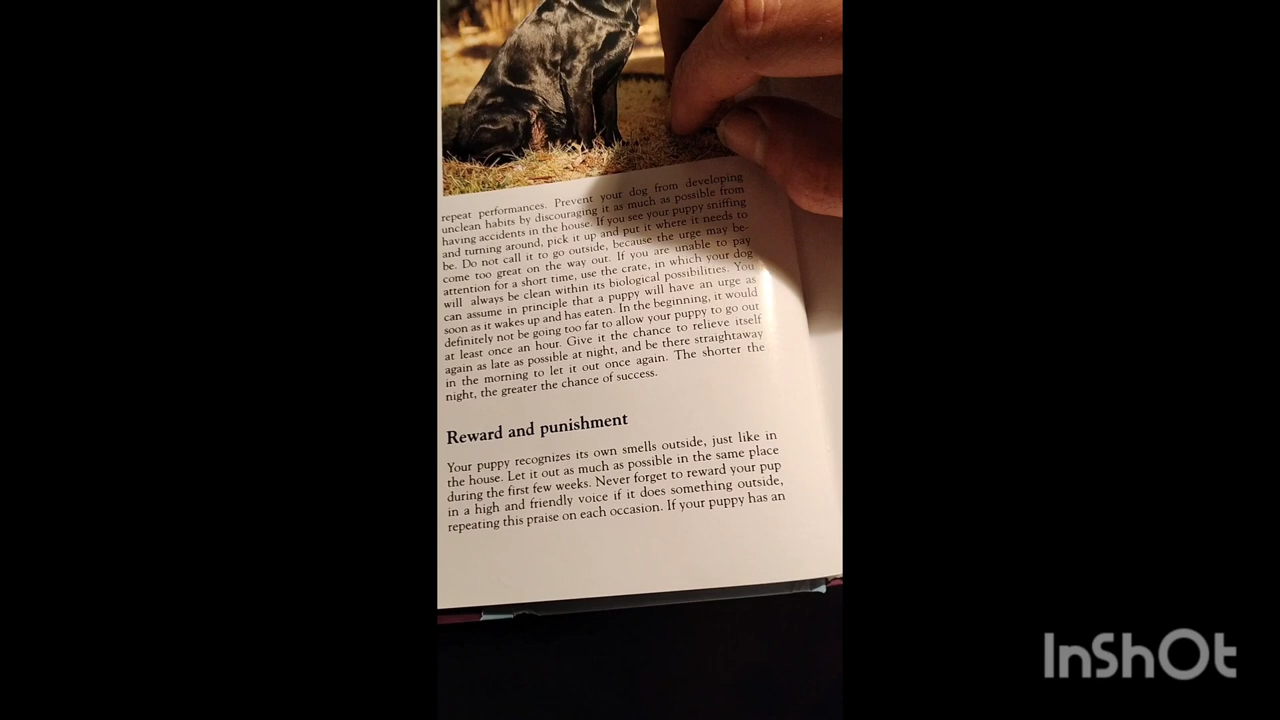 repeat performances. Prevent your dog from developing
unclean habits by discouraging it as much as possible from
having accidents in the house. If you see your puppy sniffing
and turning around, pick it up and put it where it needs to
be. Do not call it to go outside, because the urge may be-
come too great on the way out. If you are unable to pay
attention for a short time, use the crate, in which your dog
will always be clean within its biological possibilities. You
can assume in principle that a puppy will have an urge as
soon as it wakes up and has eaten. In the beginning, it would
definitely not be going too far to allow your puppy to go out
at least once an hour. Give it the chance to relieve itself
again as late as possible at night, and be there straightaway
in the morning to let it out once again. The shorter the
night, the greater the chance of success.
Reward and punishment
Your puppy recognizes its own smells outside, just like in
the house. Let it out as much as possible in the same place
during the first few weeks. Never forget to reward your pup
in a high and friendly voice if it does something outside,
repeating this praise on each occasion. If your puppy has an
InShOt